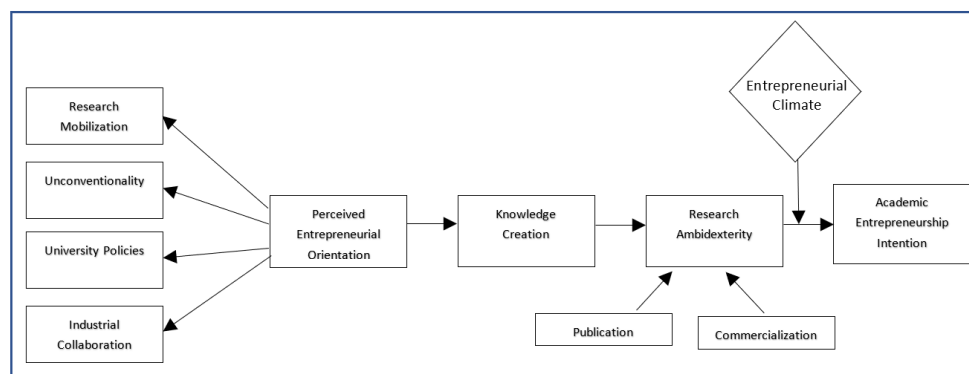 Entrepreneurial
Climate
Research
Mobilization
Unconventionality
University Policies
Industrial
Collaboration
Perceived
Entrepreneurial
Orientation
Knowledge
Creation
Research
Ambidexterity
Academic
Entrepreneurship
Intention
Publication
Commercialization